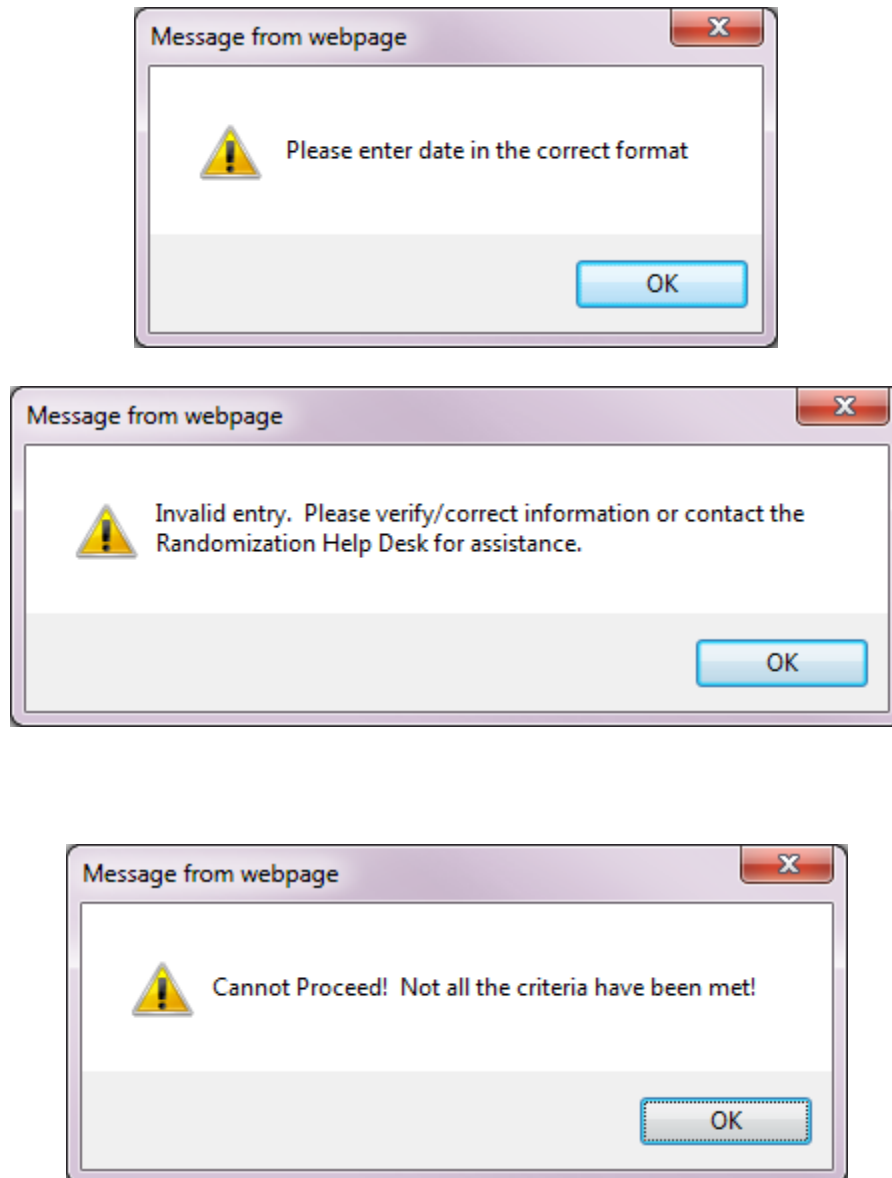 Message from webpage
Please enter date in the correct format
OK
Message from webpage
Invalid entry.  Please verify/correct information or contact the
Randomization Help Desk for assistance.
OK
Message from webpage
Cannot Proceed!  Not all the criteria have been met!
OK